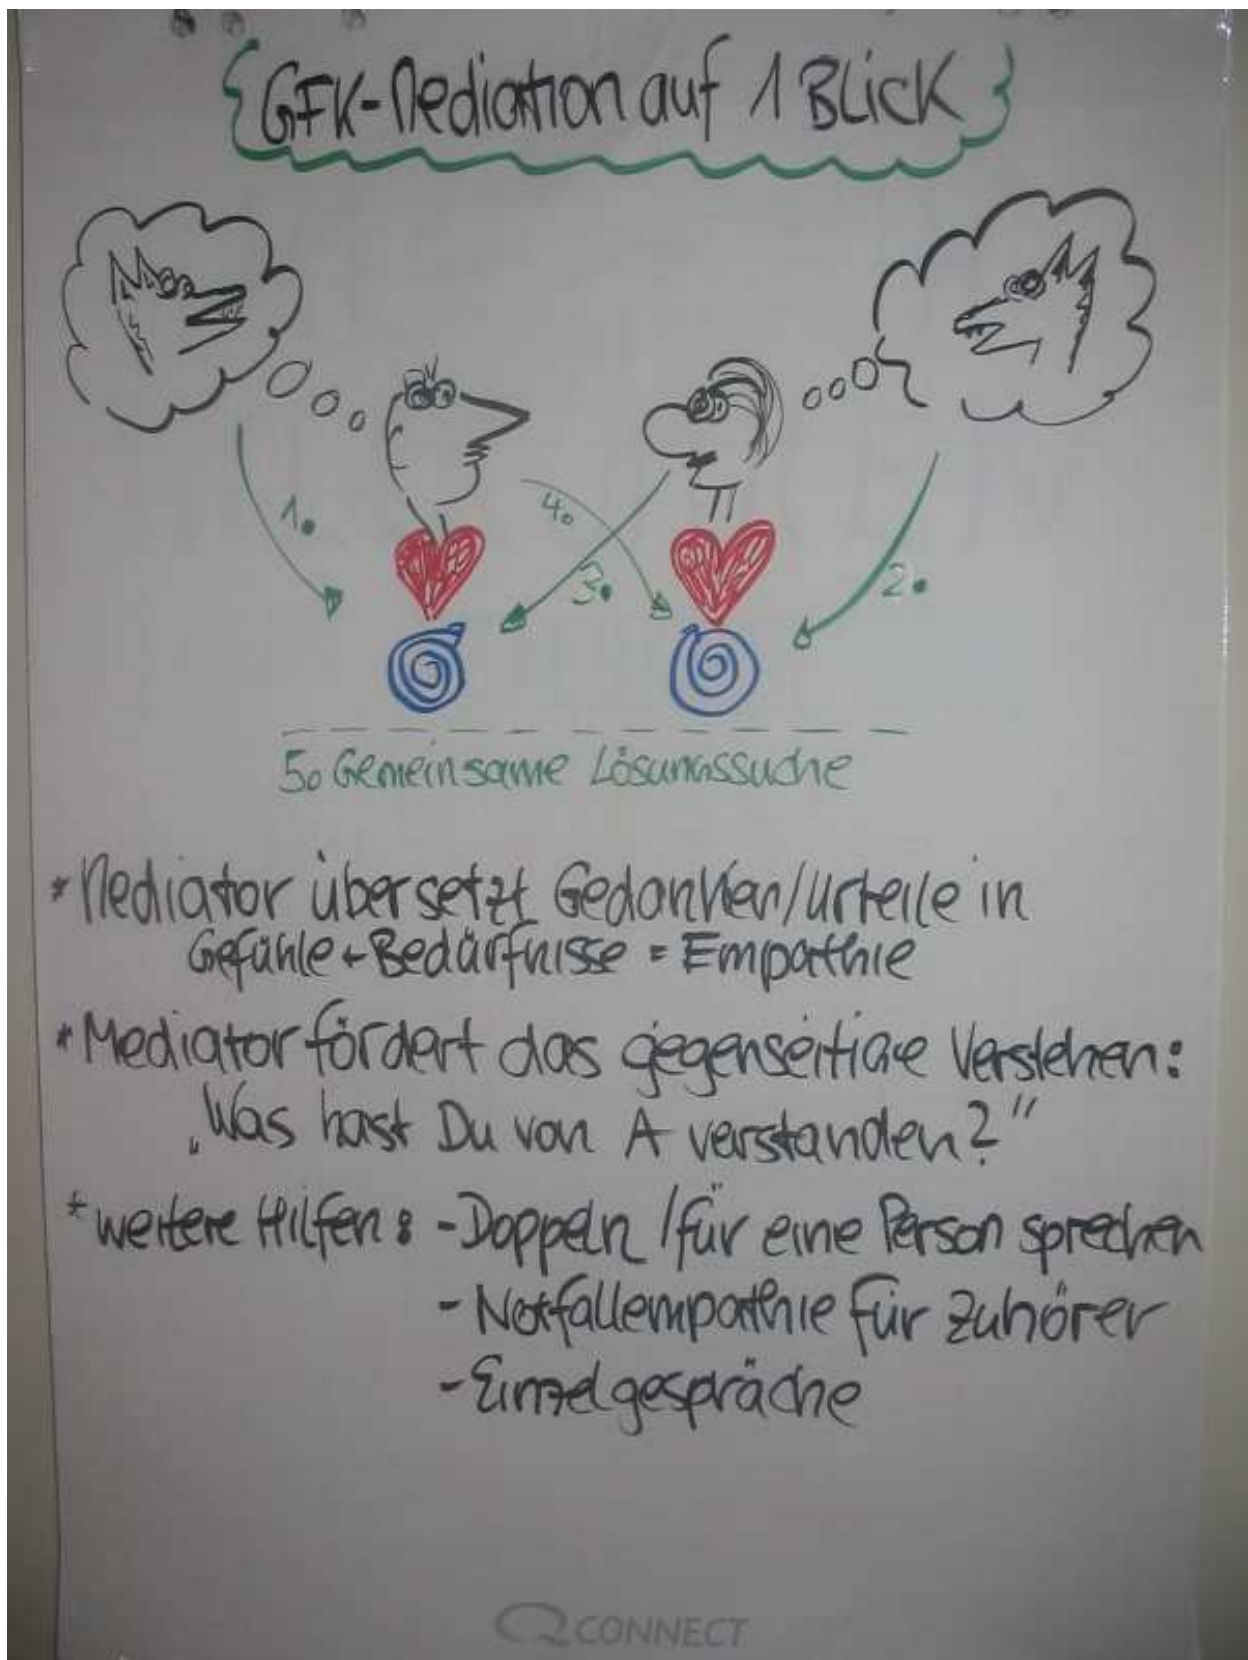 GFK-Mediation auf 1 Blick
1.
4.
3.
2.
5. Gemeinsame Lösungssuche
* Mediator übersetzt Gedanken/Urteile in
Gefühle + Bedürfnisse = Empathie
* Mediator fördert das gegenseitige Verstehen:
„Was hast Du von A verstanden?"
* weitere Hilfen: - Doppeln / für eine Person sprechen
- Notfallempathie für Zuhörer
- Einzelgespräche
Q CONNECT